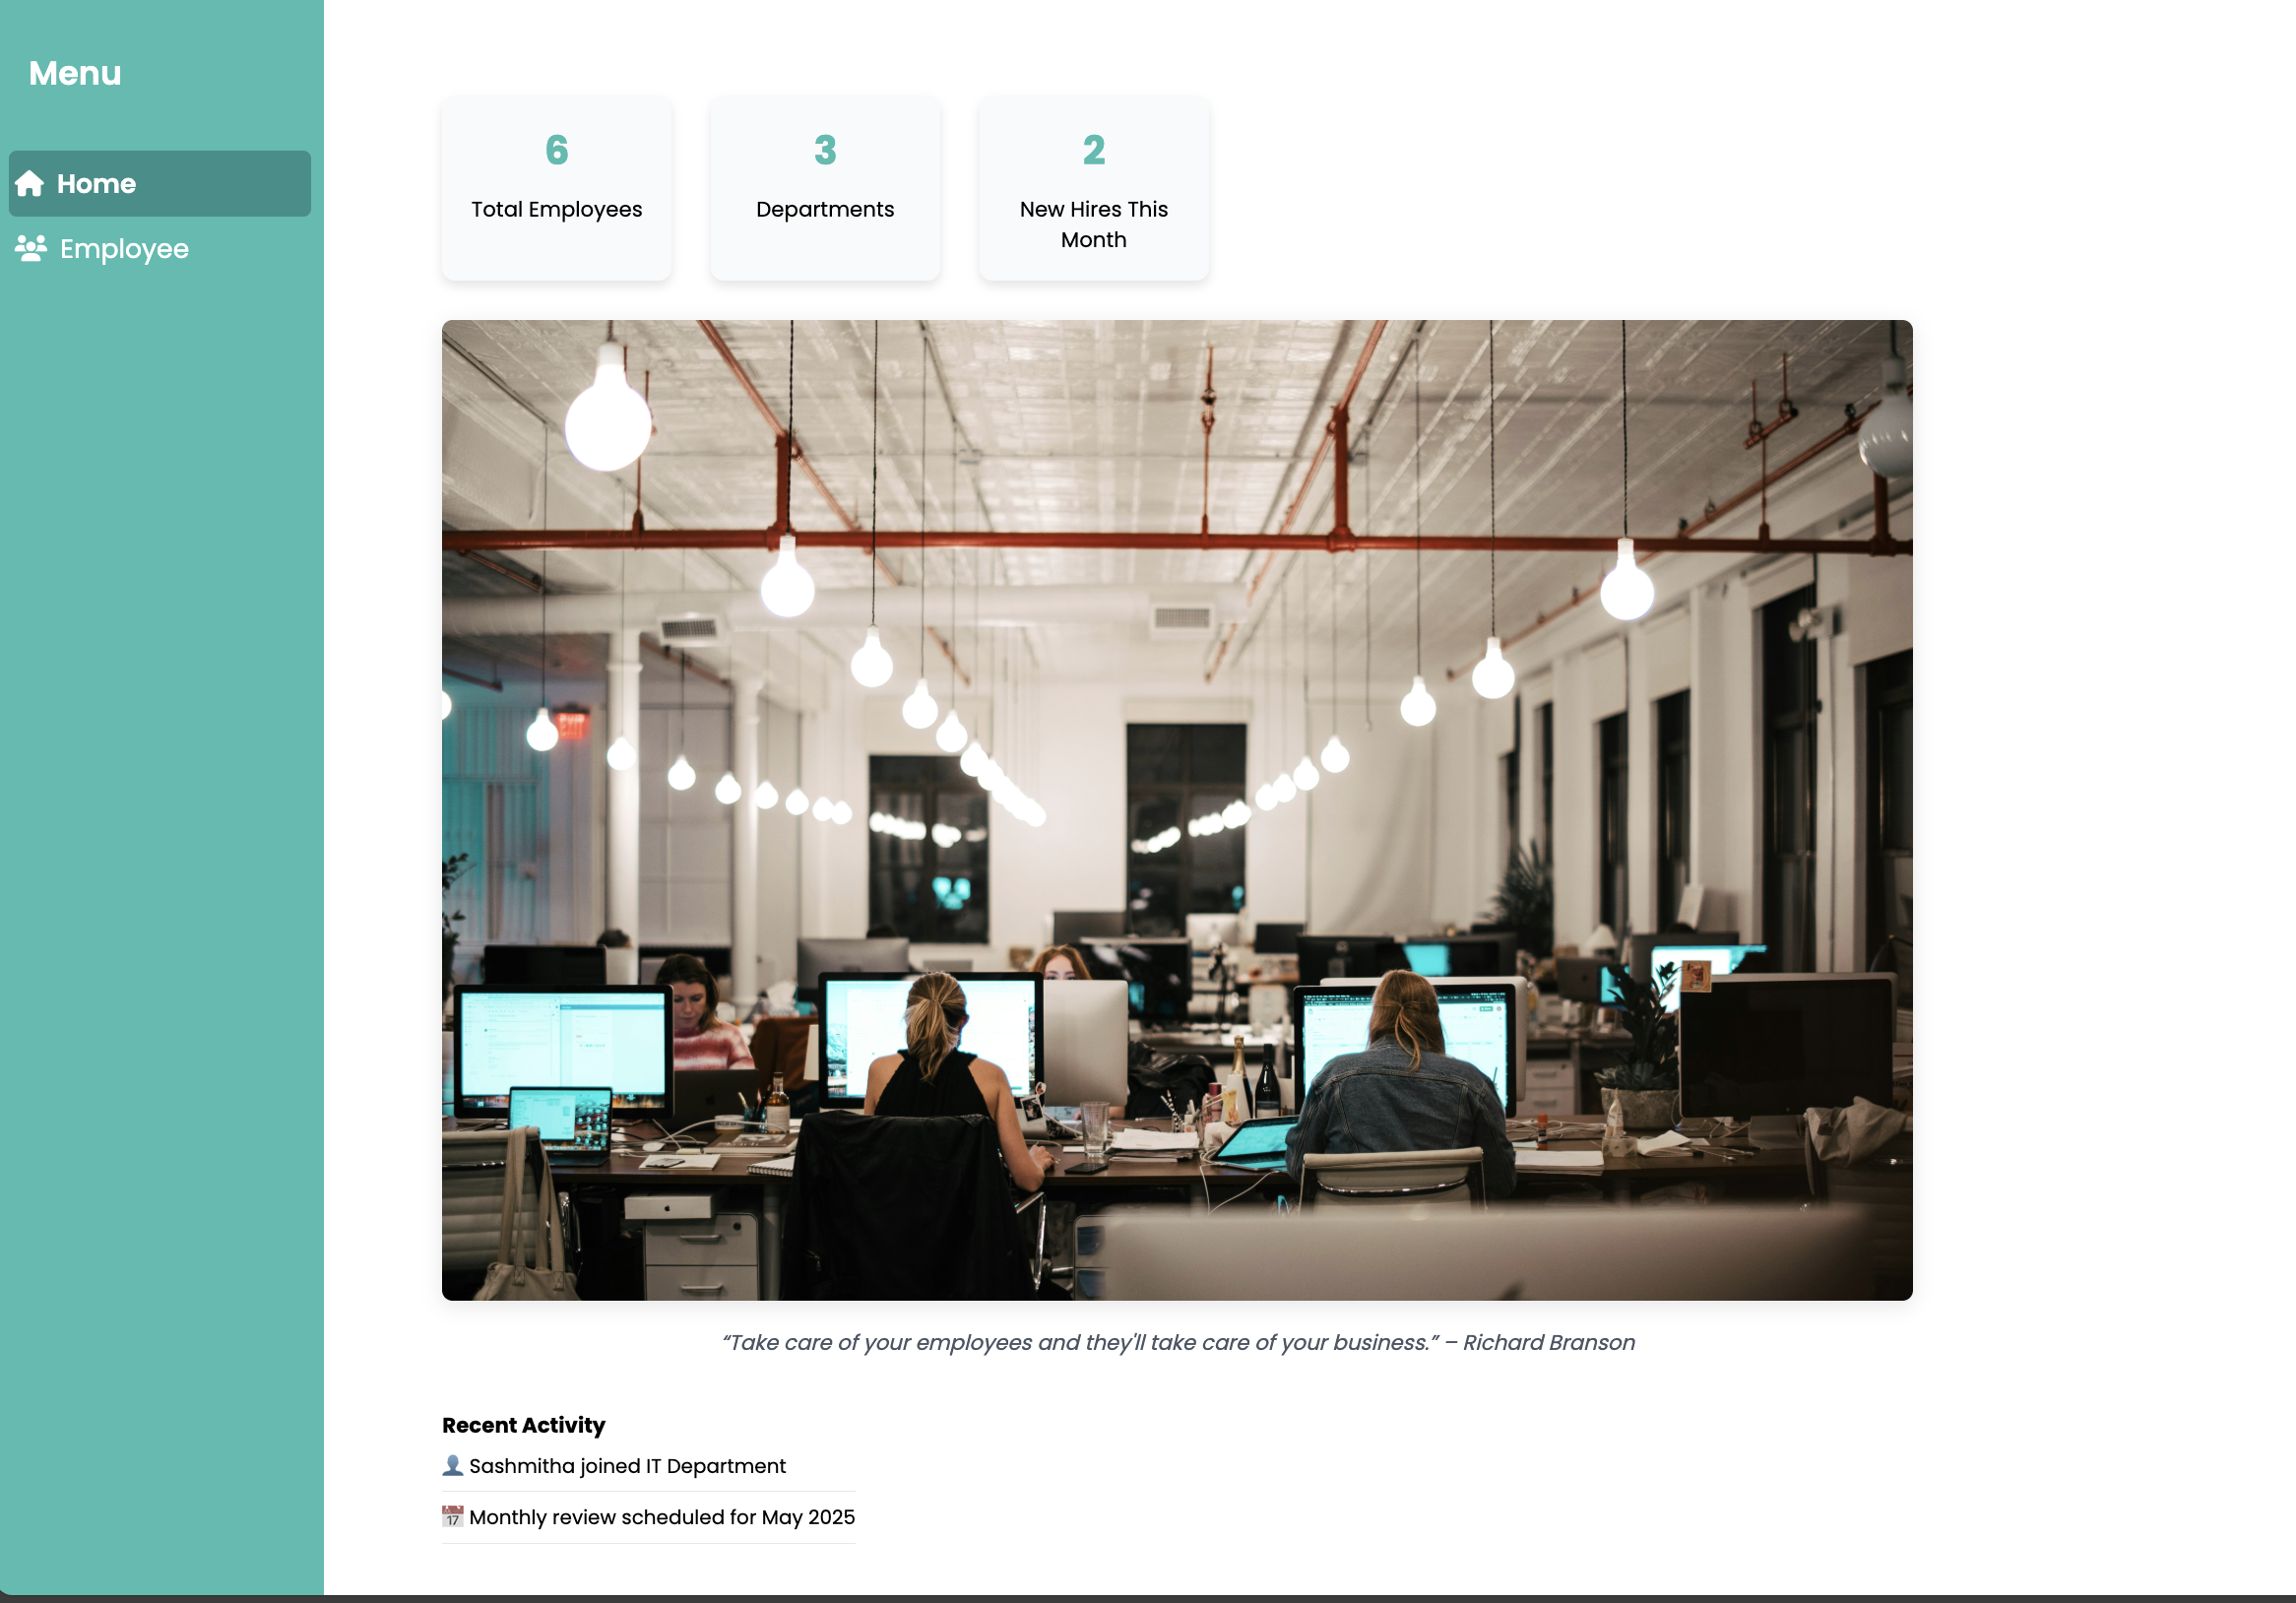 Menu
Home
Employee
6
Total Employees
3
Departments
2
New Hires This
Month
“Take care of your employees and they'll take care of your business.” – Richard Branson
Recent Activity
Sashmitha joined IT Department
17
Monthly review scheduled for May 2025